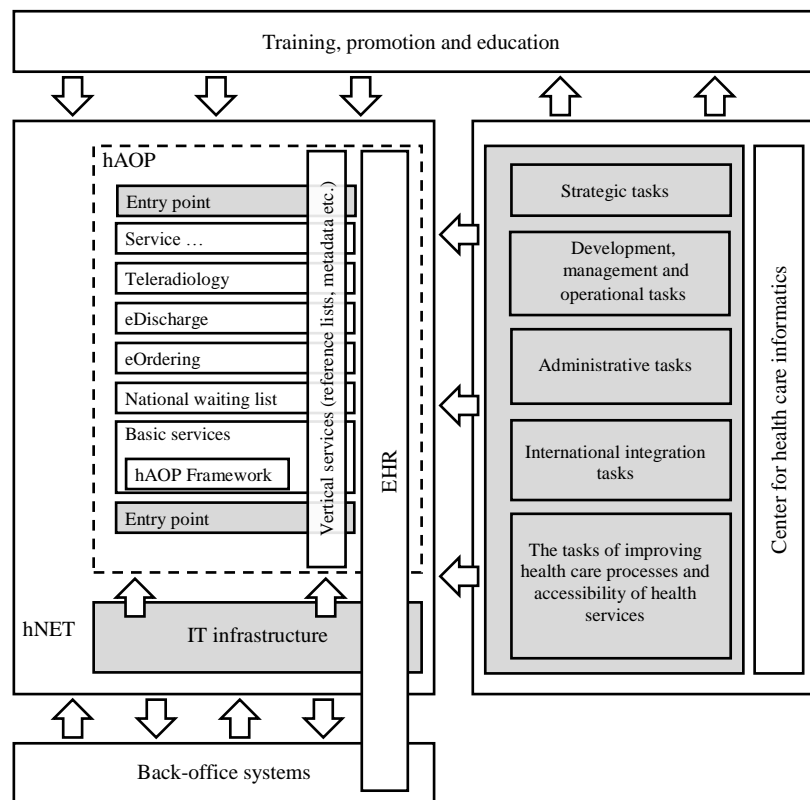 Training, promotion and education
hAOP
Entry point
Service …
Teleradiology
eDischarge
eOrdering
National waiting list
Basic services
hAOP Framework
Entry point
Vertical services (reference lists, metadata etc.)
EHR
hNET
IT infrastructure
Back-office systems
Strategic tasks
Development,
management and
operational tasks
Administrative tasks
International integration
tasks
The tasks of improving
health care processes and
accessibility of health
services
Center for health care informatics